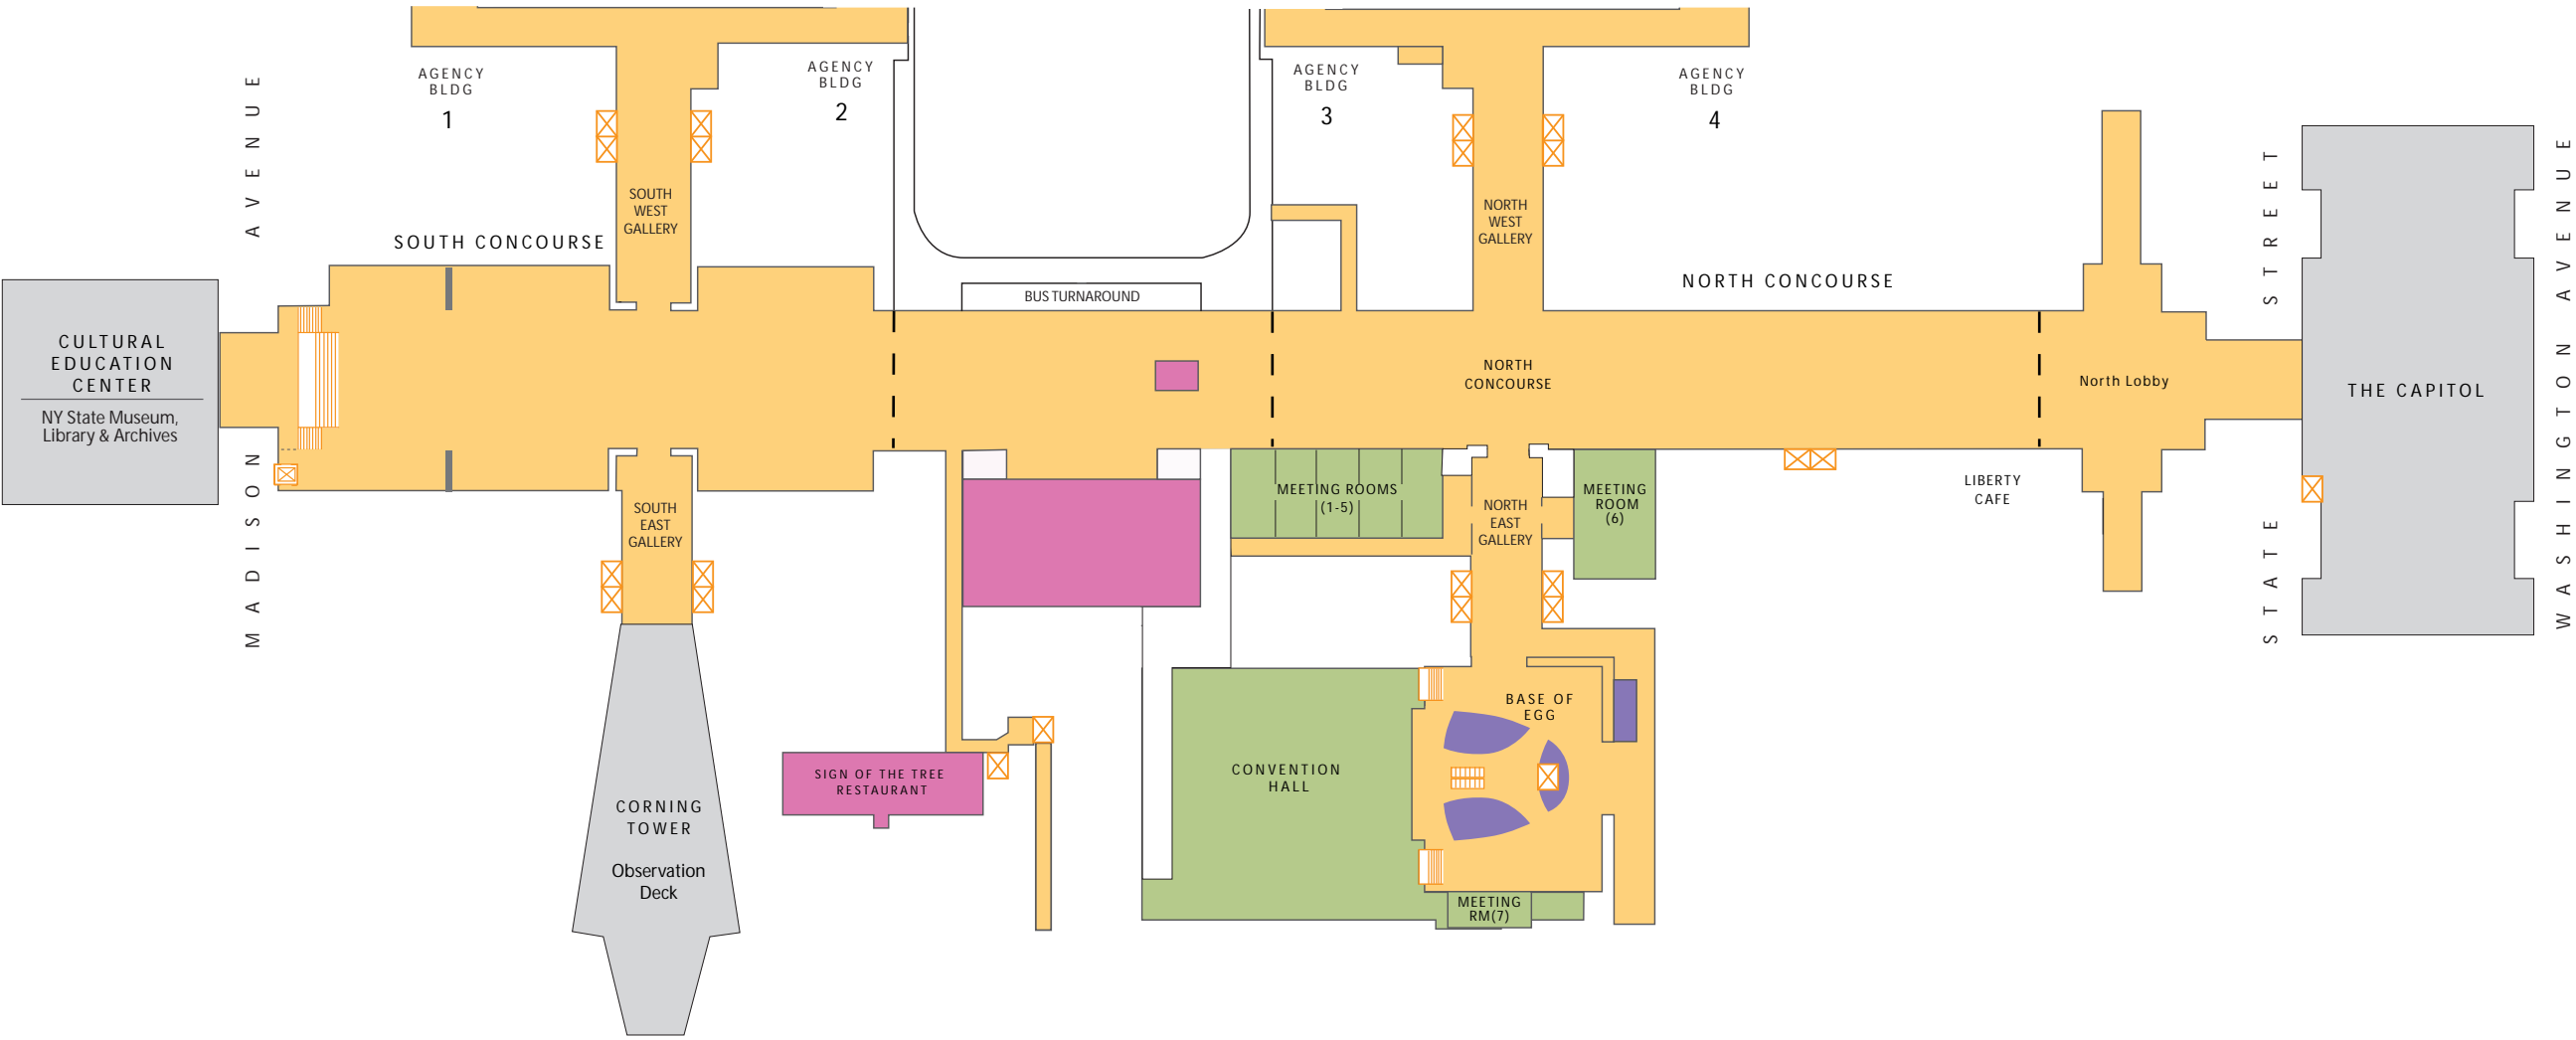 AGENCY
BLDG
1
AGENCY
BLDG
2
AGENCY
BLDG
3
AGENCY
BLDG
4
MADISON AVENUE
SOUTH
WEST
GALLERY
SOUTH CONCOURSE
NORTH
WEST
GALLERY
NORTH CONCOURSE
BUS TURNAROUND
STATE STREET
WASHINGTON AVENUE
CULTURAL
EDUCATION
CENTER
NY State Museum,
Library & Archives
NORTH
CONCOURSE
North Lobby
THE CAPITOL
SOUTH
EAST
GALLERY
MEETING ROOMS
(1-5)
NORTH
EAST
GALLERY
MEETING
ROOM
(6)
LIBERTY
CAFE
BASE OF
EGG
SIGN OF THE TREE
RESTAURANT
CONVENTION
HALL
CORNING
TOWER
Observation
Deck
MEETING
RM(7)